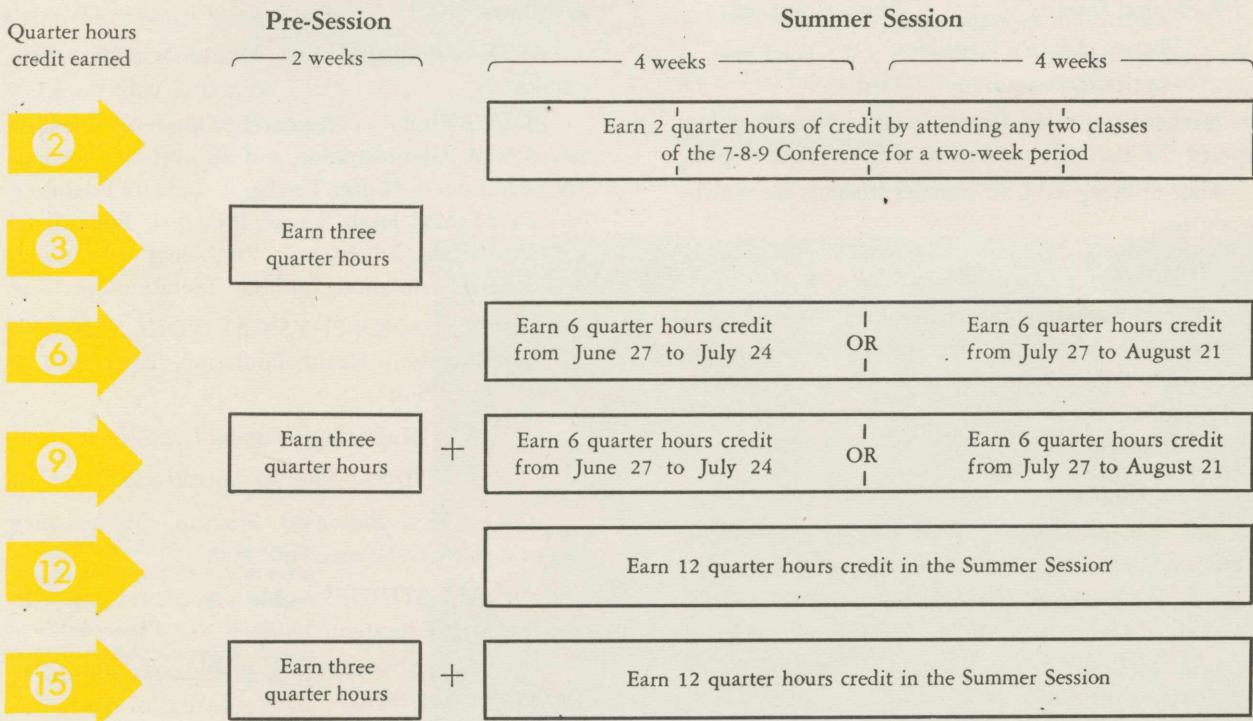 Quarter hours
credit earned
Pre-Session
2 weeks
Summer Session
4 weeks
4 weeks
2
Earn 2 quarter hours of credit by attending any two classes
of the 7-8-9 Conference for a two-week period
3
Earn three
quarter hours
6
Earn 6 quarter hours credit
from June 27 to July 24
OR
Earn 6 quarter hours credit
from July 27 to August 21
9
Earn three
quarter hours
+
Earn 6 quarter hours credit
from June 27 to July 24
OR
Earn 6 quarter hours credit
from July 27 to August 21
12
Earn 12 quarter hours credit in the Summer Session
15
Earn three
quarter hours
+
Earn 12 quarter hours credit in the Summer Session